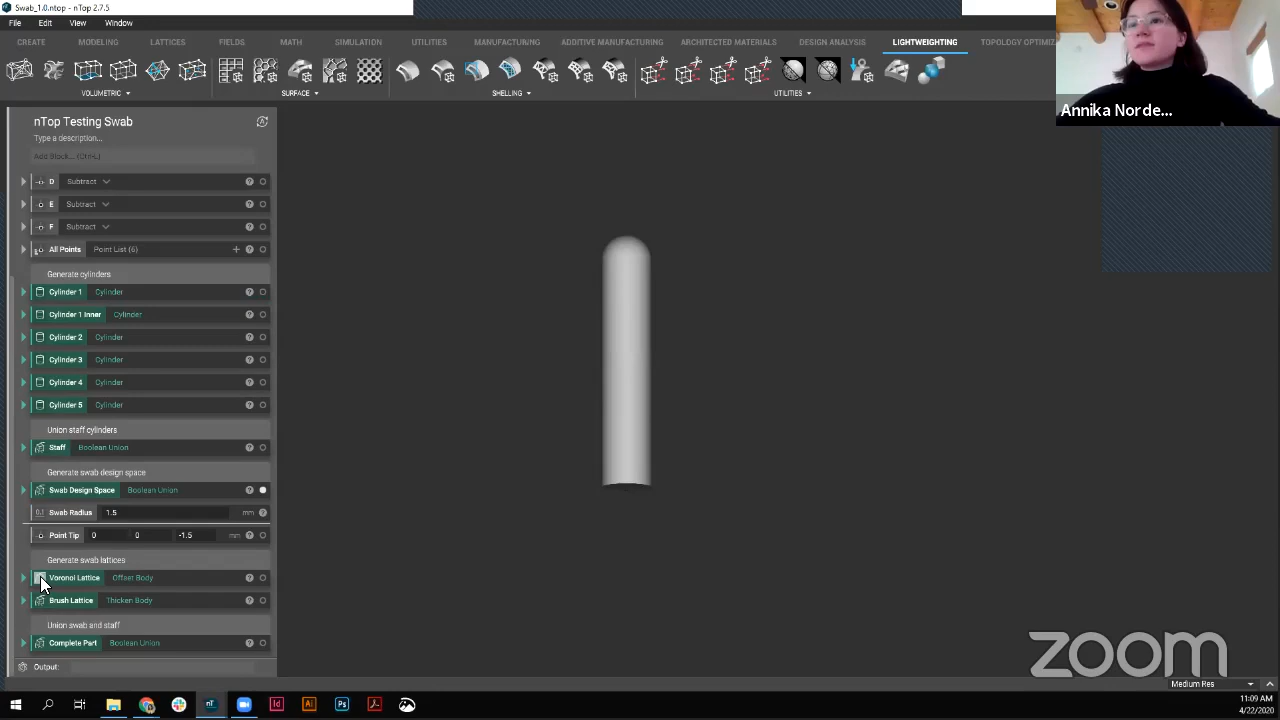 Swab_1.0.ntop - nTop 2.7.5
File Edit View Window
CREATE MODELING LATTICES FIELDS MATH SIMULATION UTILITIES MANUFACTURING ADDITIVE MANUFACTURING ARCHITECTED MATERIALS DESIGN ANALYSIS LIGHTWEIGHTING TOPOLOGY OPTIMIZ
VOLUMETRIC SURFACE SHELLING UTILITIES
Annika Norde...
nTop Testing Swab
Type a description...
Add Block... (Ctrl-L)
D Subtract
E Subtract
F Subtract
All Points Point List (6)
Generate cylinders
Cylinder 1 Cylinder
Cylinder 1 Inner Cylinder
Cylinder 2 Cylinder
Cylinder 3 Cylinder
Cylinder 4 Cylinder
Cylinder 5 Cylinder
Union staff cylinders
Staff Boolean Union
Generate swab design space
Swab Design Space Boolean Union
0.1 Swab Radius 1.5 mm
Point Tip 0 0 -1.5 mm
Generate swab lattices
Voronoi Lattice Offset Body
Brush Lattice Thicken Body
Union swab and staff
Complete Part Boolean Union
Output:
zoom
Medium Res
11:09 AM
4/22/2020